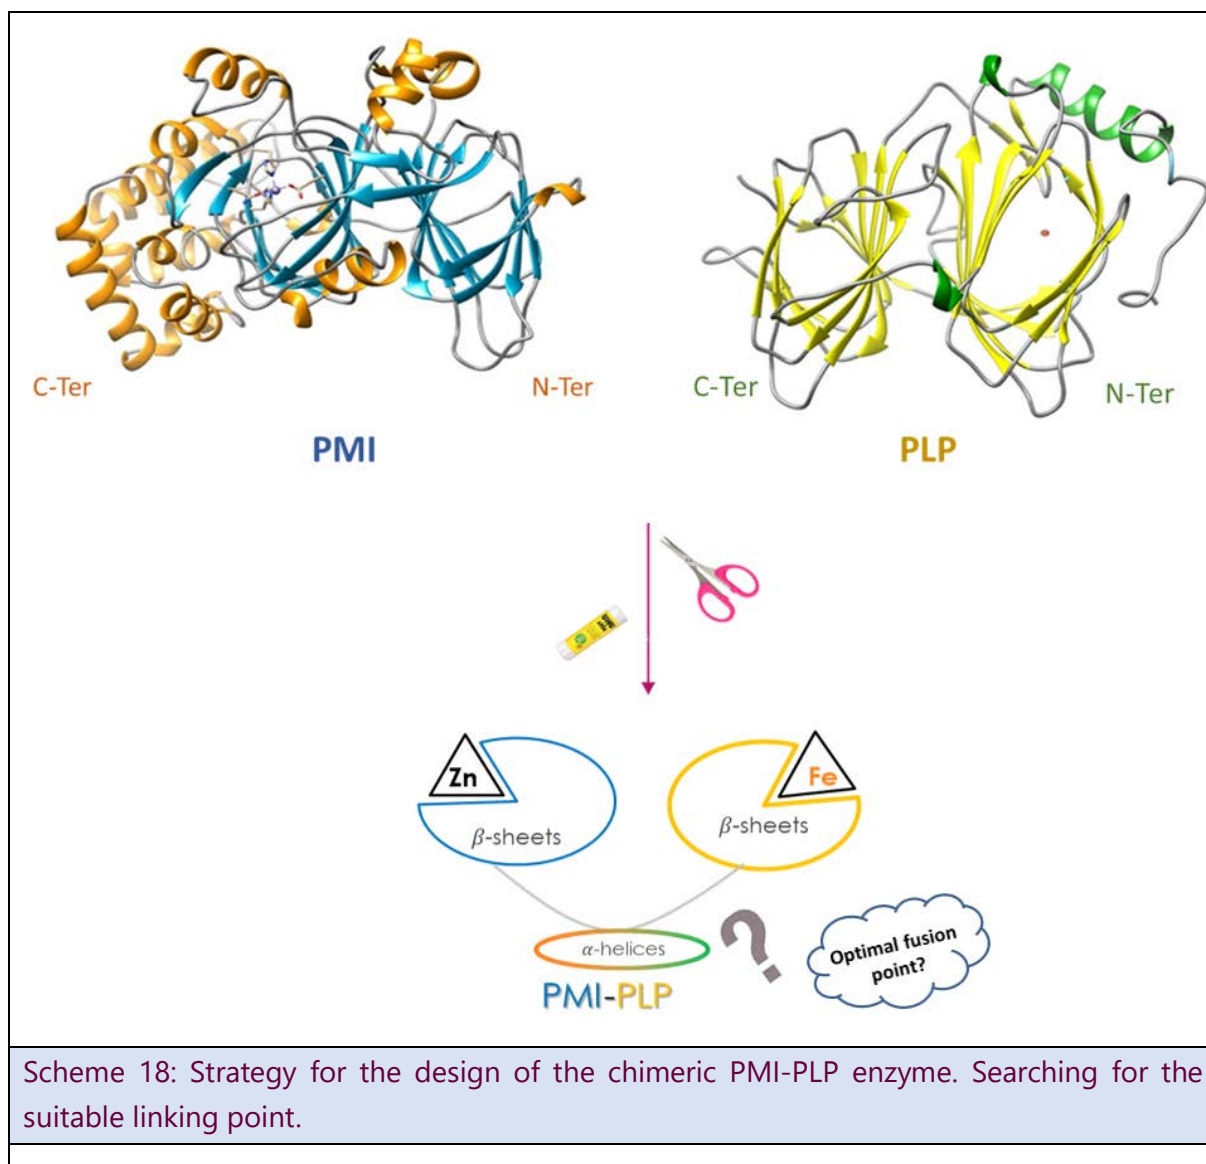 C-Ter
N-Ter
PMI
C-Ter
N-Ter
PLP
Zn
β-sheets
Fe
β-sheets
α-helices
?
Optimal fusion
point?
PMI-PLP
Scheme 18: Strategy for the design of the chimeric PMI-PLP enzyme. Searching for the
suitable linking point.